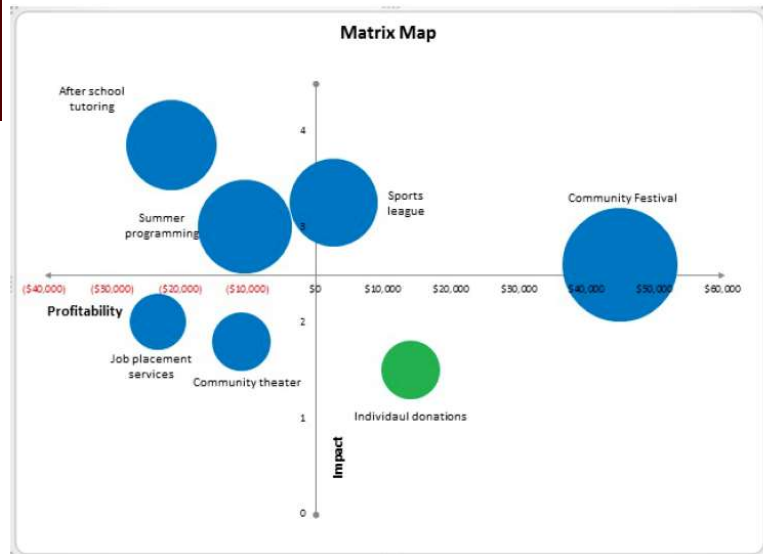 Matrix Map
After school
tutoring
4
Sports
league
Community Festival
Summer
programming
3
($40,000)
($30,000)
($20,000)
($10,000)
$0
$10,000
$20,000
$30,000
$40,000
$50,000
$60,000
Profitability
2
Job placement
services
Community theater
Individaul donations
1
Impact
0